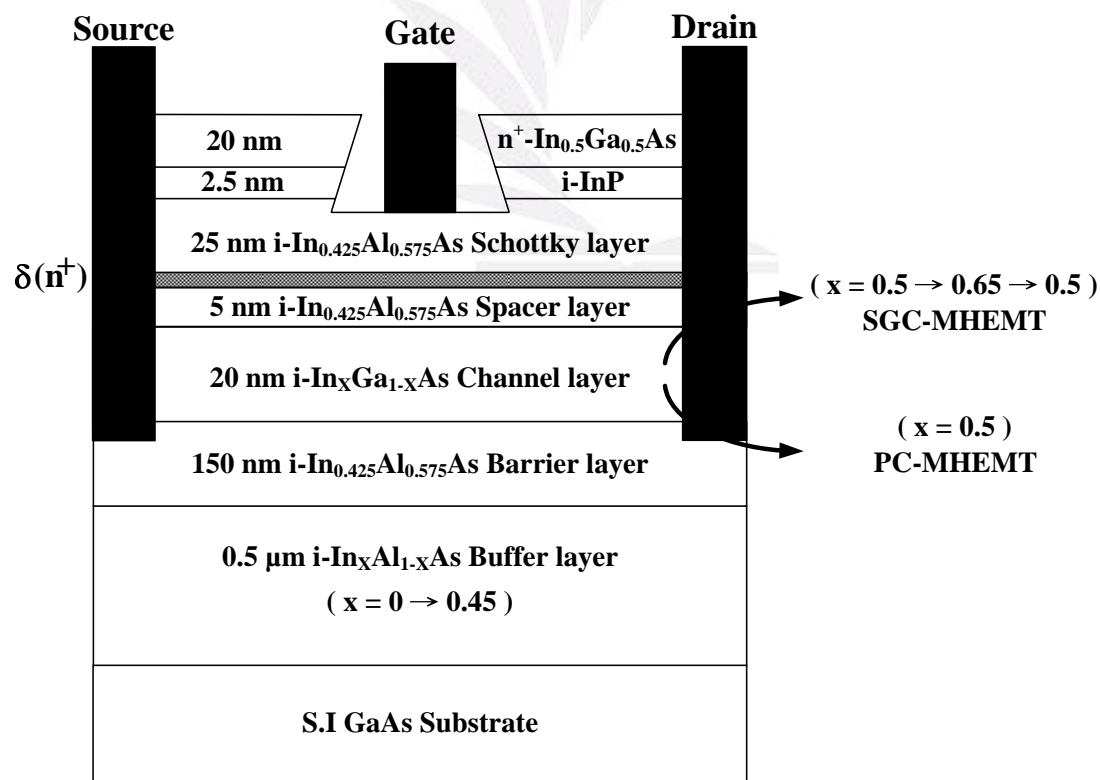 Source
Gate
Drain
20 nm
n⁺-In₀.₅Ga₀.₅As
2.5 nm
i-InP
25 nm i-In₀.₄₂₅Al₀.₅₇₅As Schottky layer
δ(n⁺)
5 nm i-In₀.₄₂₅Al₀.₅₇₅As Spacer layer
( x = 0.5 → 0.65 → 0.5 )
SGC-MHEMT
20 nm i-InXGa1-XAs Channel layer
( x = 0.5 )
PC-MHEMT
150 nm i-In₀.₄₂₅Al₀.₅₇₅As Barrier layer
0.5 μm i-InXAl1-XAs Buffer layer
( x = 0 → 0.45 )
S.I GaAs Substrate